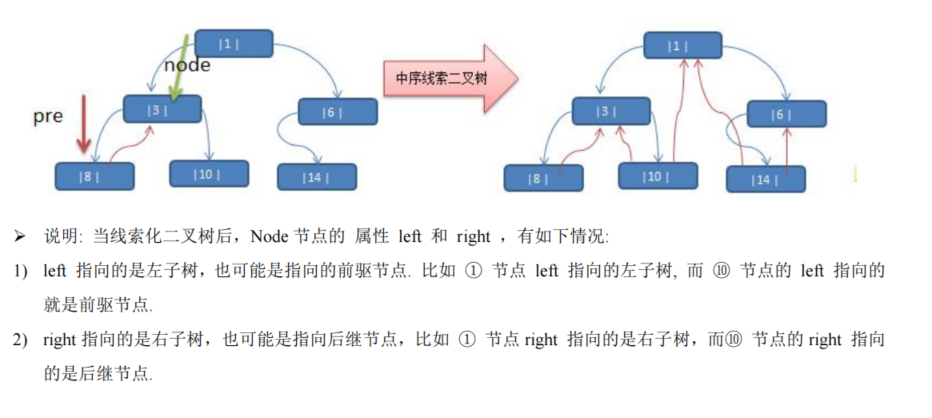 | 1 |
node
pre
| 3 |
| 6 |
| 8 |
| 10 |
| 14 |
中序线索二叉树
| 1 |
| 3 |
| 6 |
| 8 |
| 10 |
| 14 |
➢ 说明: 当线索化二叉树后，Node 节点的 属性 left 和 right ，有如下情况:
1) left 指向的是左子树，也可能是指向的前驱节点. 比如 ① 节点 left 指向的左子树, 而 ⑩ 节点的 left 指向的
就是前驱节点.
2) right 指向的是右子树，也可能是指向后继节点，比如 ① 节点 right 指向的是右子树，而⑩ 节点的 right 指向
的是后继节点.